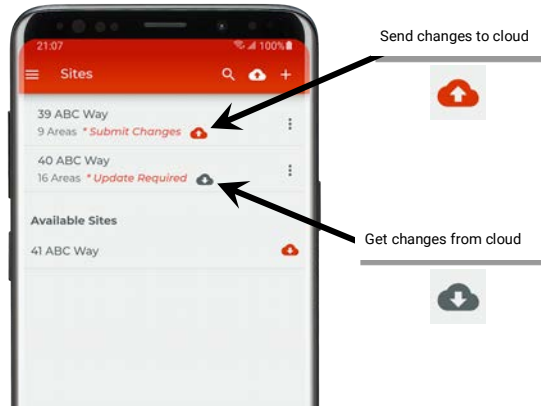 Send changes to cloud
21:07
100%
Sites
39 ABC Way
9 Areas * Submit Changes
40 ABC Way
16 Areas * Update Required
Available Sites
41 ABC Way
Get changes from cloud